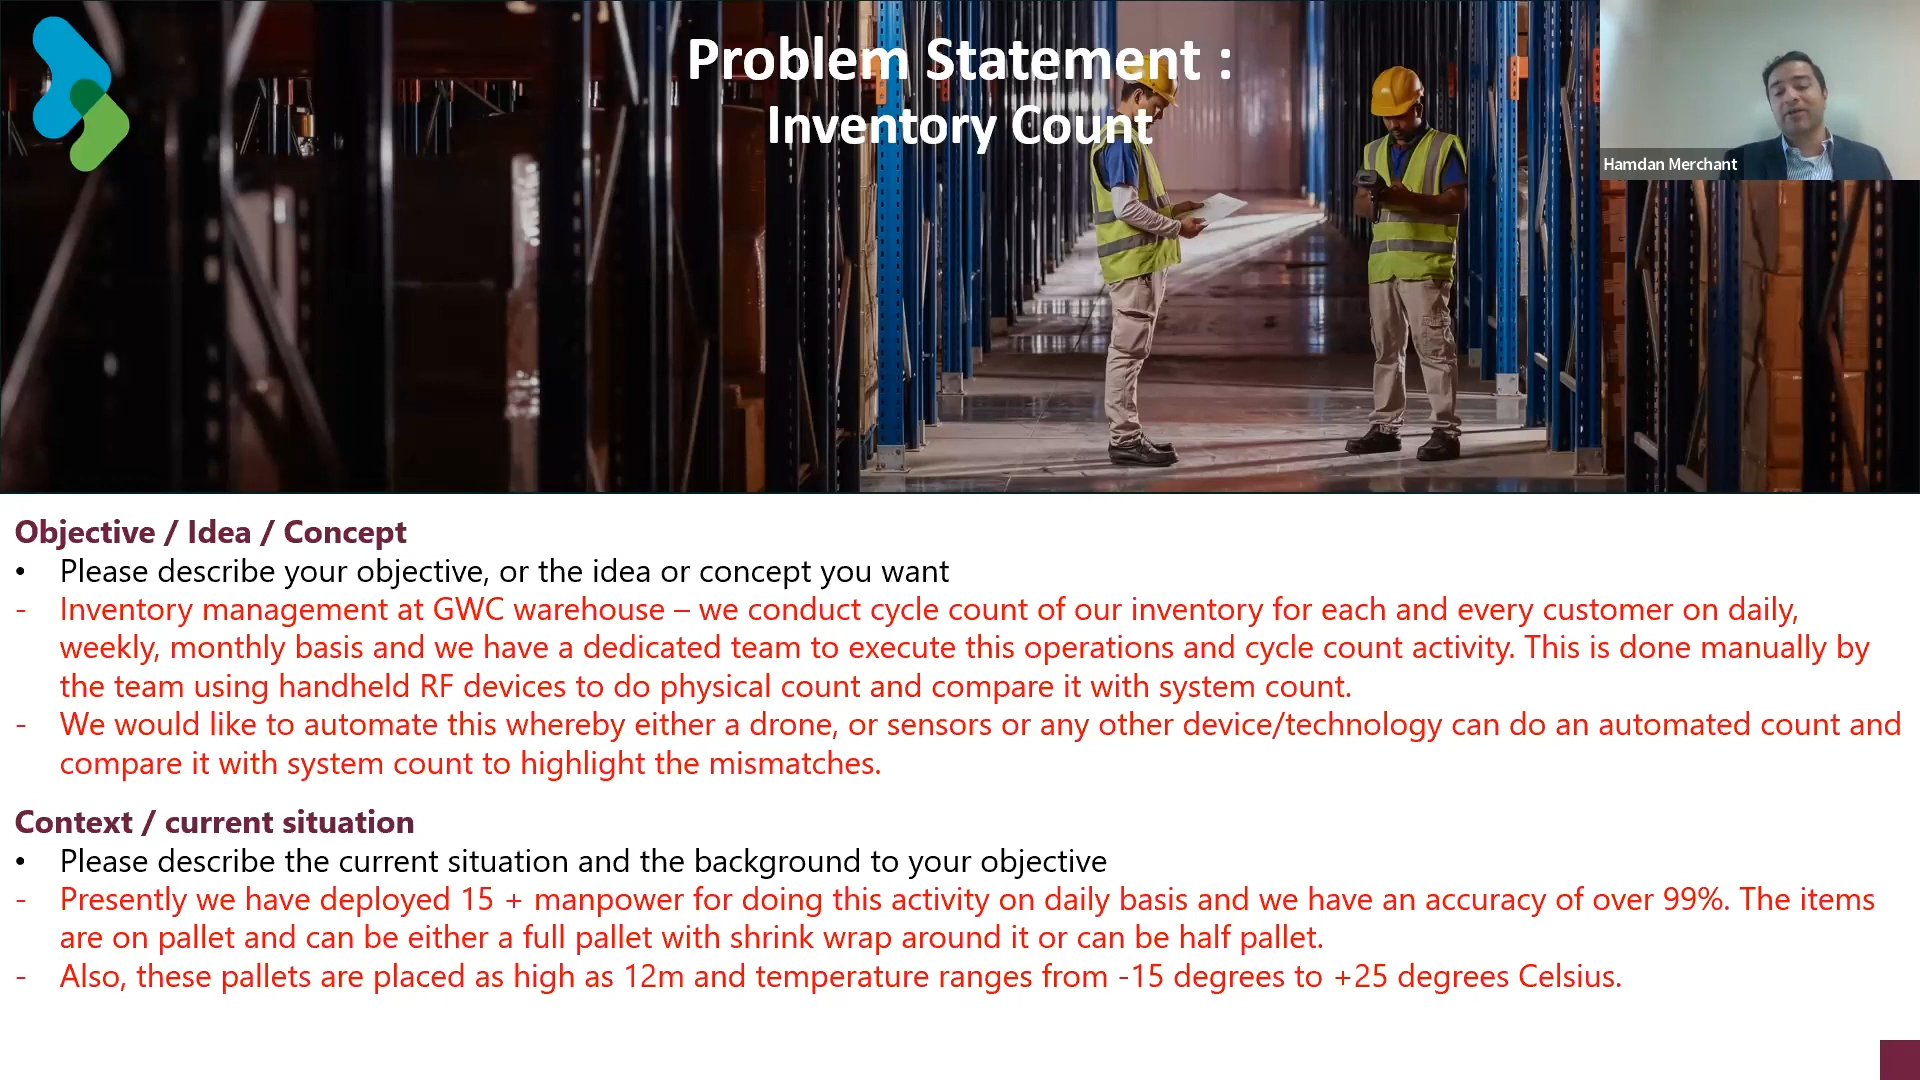 Problem Statement :
Inventory Count
Hamdan Merchant
Objective / Idea / Concept
• Please describe your objective, or the idea or concept you want
- Inventory management at GWC warehouse – we conduct cycle count of our inventory for each and every customer on daily,
weekly, monthly basis and we have a dedicated team to execute this operations and cycle count activity. This is done manually by
the team using handheld RF devices to do physical count and compare it with system count.
- We would like to automate this whereby either a drone, or sensors or any other device/technology can do an automated count and
compare it with system count to highlight the mismatches.
Context / current situation
• Please describe the current situation and the background to your objective
- Presently we have deployed 15 + manpower for doing this activity on daily basis and we have an accuracy of over 99%. The items
are on pallet and can be either a full pallet with shrink wrap around it or can be half pallet.
- Also, these pallets are placed as high as 12m and temperature ranges from -15 degrees to +25 degrees Celsius.